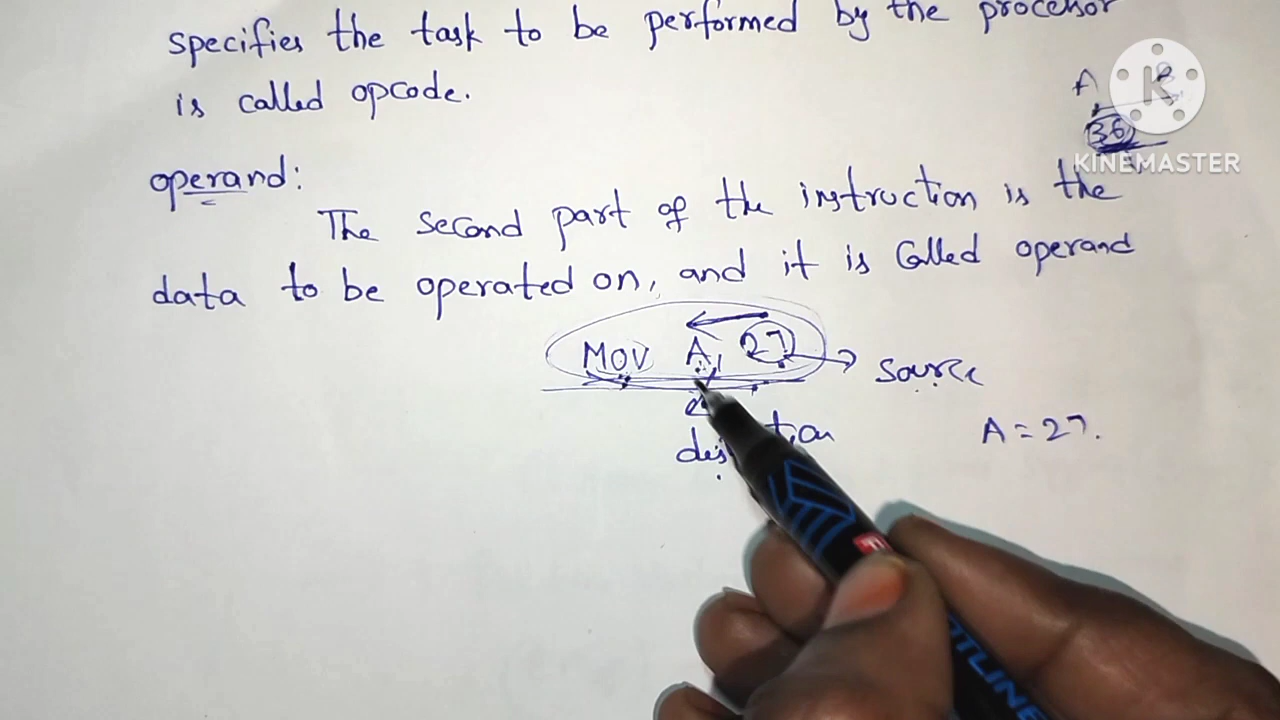 specifies the task to be performed by the processor
is called opcode.
A B
36
KINEMASTER
operand:
The second part of the instruction is the
data to be operated on, and it is called operand
MOV A, 27
source
A = 27.